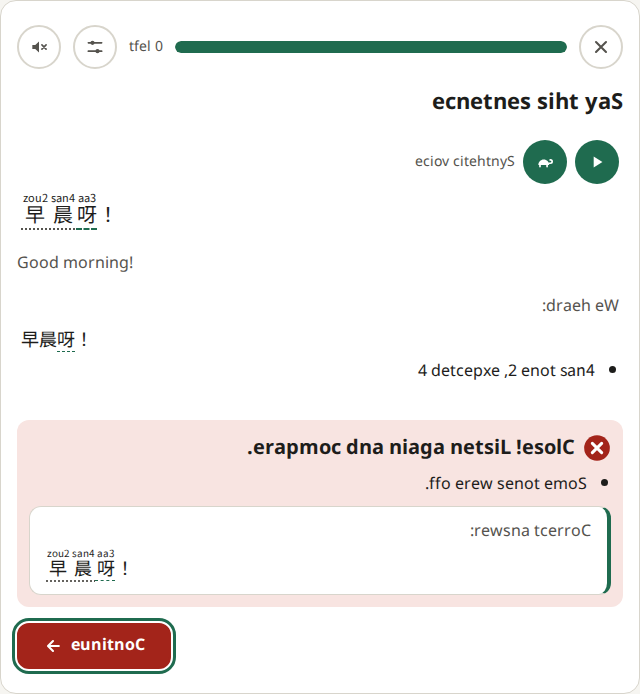 tfel 0
ecnetnes siht yaS
eciov citehtnyS
zou2 san4 aa3
早晨呀！
Good morning!
:draeh eW
早晨呀！
4 detcepxe ,2 enot 4nas
.erapmoc dna niaga netsiL !esolC
.ffo erew senot emoS
:rewsna tcerroC
zou2 san4 aa3
早晨呀！
eunitnoC